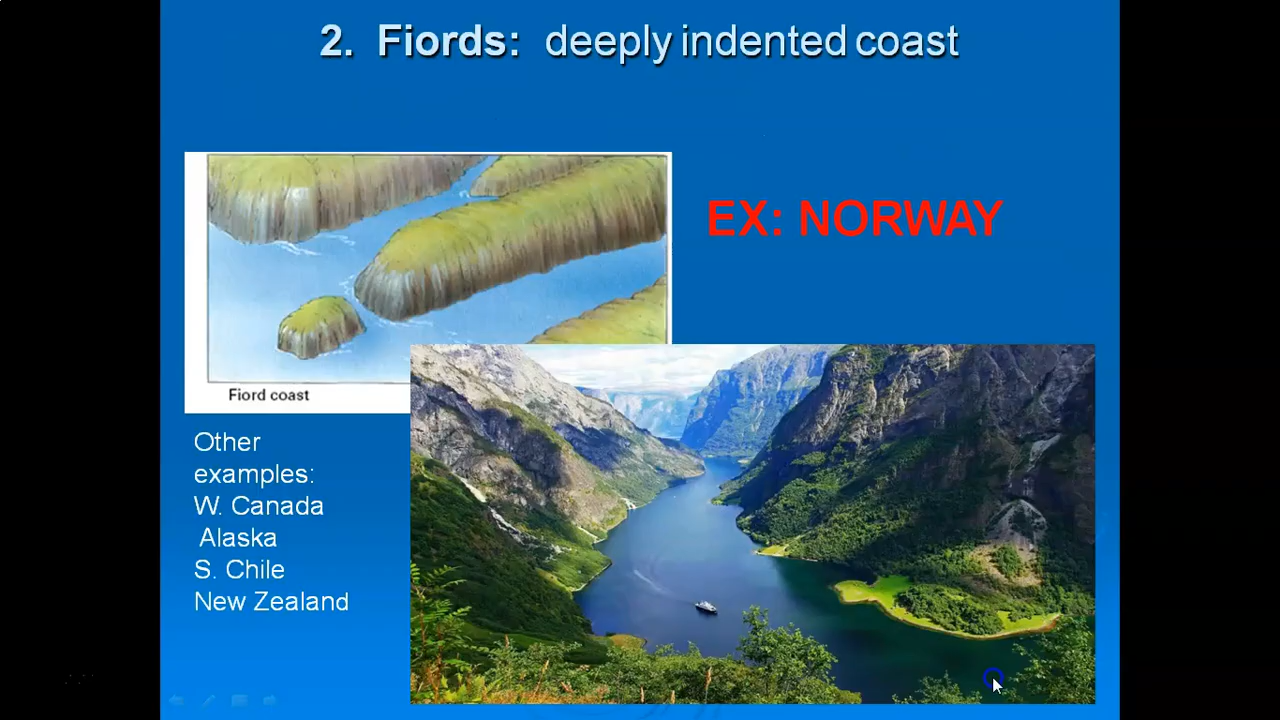 2. Fiords: deeply indented coast
EX: NORWAY
Fiord coast
Other
examples:
W. Canada
Alaska
S. Chile
New Zealand